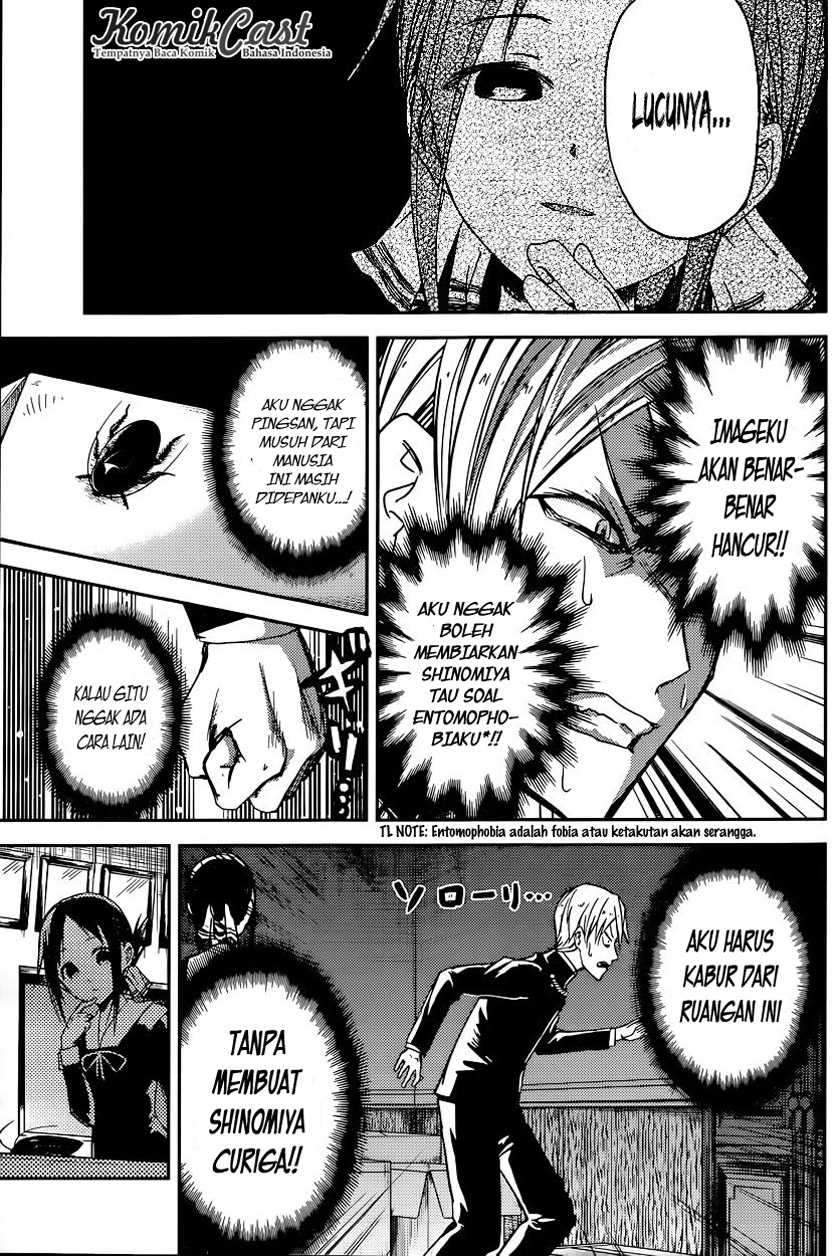 KomikCast
Tempatnya Baca Komik Bahasa Indonesia
LUCUNYA...
IMAGEKU
AKAN BENAR-
BENAR
HANCUR!!
AKU NGGAK
BOLEH
MEMBIARKAN
SHINOMIYA
TAU SOAL
ENTOMOPHO-
BIAKU*!!
AKU NGGAK
PINGSAN, TAPI
MUSUH DARI
MANUSIA
INI MASIH
DIDEPANKU...!
KALAU GITU
NGGAK ADA
CARA LAIN!
TL NOTE: Entomophobia adalah fobia atau ketakutan akan serangga.
ソローリ…
AKU HARUS
KABUR DARI
RUANGAN INI
TANPA
MEMBUAT
SHINOMIYA
CURIGA!!